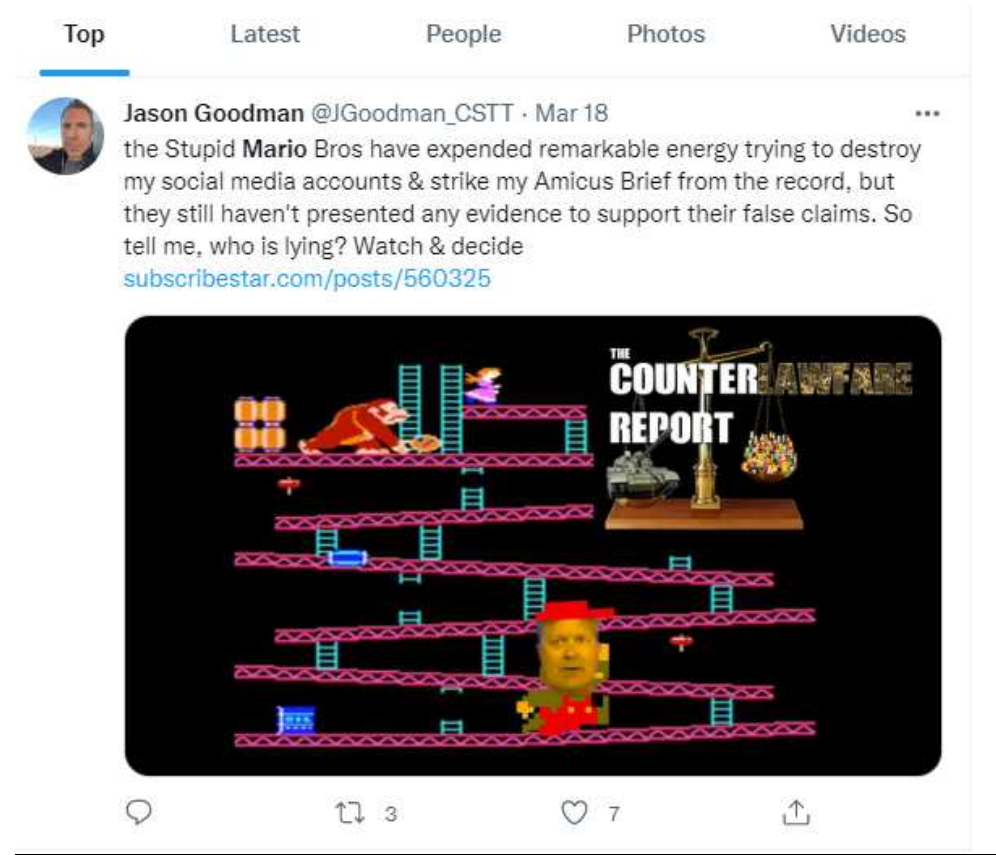 Top Latest People Photos Videos
Jason Goodman @JGoodman_CSTT · Mar 18
the Stupid Mario Bros have expended remarkable energy trying to destroy
my social media accounts & strike my Amicus Brief from the record, but
they still haven't presented any evidence to support their false claims. So
tell me, who is lying? Watch & decide
subscribestar.com/posts/560325
THE
COUNTERLAWFARE
REPORT
OIL
3 7